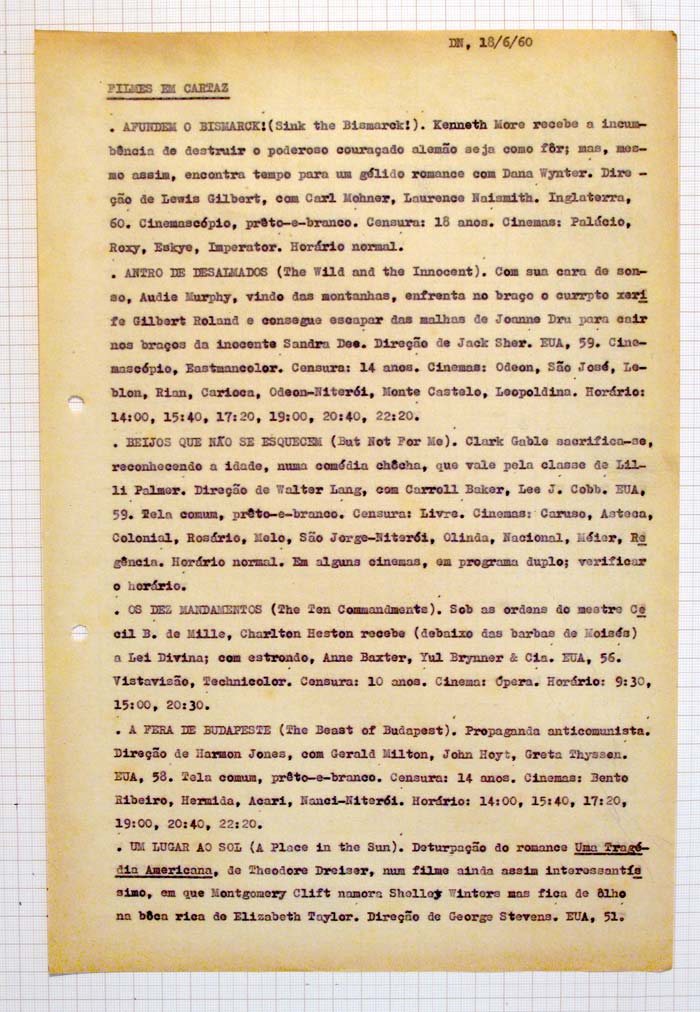 DN, 18/6/60
FILMES EM CARTAZ
. AFUNDEM O BISMARCK!(Sink the Bismarck!). Kenneth More recebe a incum-
bência de destruir o poderoso couraçado alemão seja como fôr; mas, mes-
mo assim, encontra tempo para um gélido romance com Dana Wynter. Dire -
ção de Lewis Gilbert, com Carl Mohner, Laurence Naismith. Inglaterra,
60. Cinemascópio, prêto-e-branco. Censura: 18 anos. Cinemas: Palácio,
Roxy, Eskye, Imperator. Horário normal.
. ANTRO DE DESALMADOS (The Wild and the Innocent). Com sua cara de son-
so, Audie Murphy, vindo das montanhas, enfrenta no braço o currpto xeri
fe Gilbert Roland e consegue escapar das malhas de Joanne Dru para cair
nos braços da inocente Sandra Dee. Direção de Jack Sher. EUA, 59. Cine-
mascópio, Eastmancolor. Censura: 14 anos. Cinemas: Odeon, São José, Le-
blon, Rian, Carioca, Odeon-Niterói, Monte Castelo, Leopoldina. Horário:
14:00, 15:40, 17:20, 19:00, 20:40, 22:20.
. BEIJOS QUE NÃO SE ESQUECEM (But Not For Me). Clark Gable sacrifica-se,
reconhecendo a idade, numa comédia chôcha, que vale pela classe de Lil-
li Palmer. Direção de Walter Lang, com Carroll Baker, Lee J. Cobb. EUA,
59. Tela comum, prêto-e-branco. Censura: Livre. Cinemas: Caruso, Asteca,
Colonial, Rosário, Melo, São Jorge-Niterói, Olinda, Nacional, Méier, Re
gência. Horário normal. Em alguns cinemas, em programa duplo; verificar
o horário.
. OS DEZ MANDAMENTOS (The Ten Commandments). Sob as ordens do mestre Ce
cil B. de Mille, Charlton Heston recebe (debaixo das barbas de Moisés)
a Lei Divina; com estrondo, Anne Baxter, Yul Brynner & Cia. EUA, 56.
Vistavisão, Technicolor. Censura: 10 anos. Cinema: Ópera. Horário: 9:30,
15:00, 20:30.
. A FERA DE BUDAPESTE (The Beast of Budapest). Propaganda anticomunista.
Direção de Harmon Jones, com Gerald Milton, John Hoyt, Greta Thyssen.
EUA, 58. Tela comum, prêto-e-branco. Censura: 14 anos. Cinemas: Bento
Ribeiro, Hermida, Acari, Nanci-Niterói. Horário: 14:00, 15:40, 17:20,
19:00, 20:40, 22:20.
. UM LUGAR AO SOL (A Place in the Sun). Deturpação do romance Uma Tragé-
dia Americana, de Theodore Dreiser, num filme ainda assim interessantís
simo, em que Montgomery Clift namora Shelley Winters mas fica de ôlho
na bôca rica de Elizabeth Taylor. Direção de George Stevens. EUA, 51.